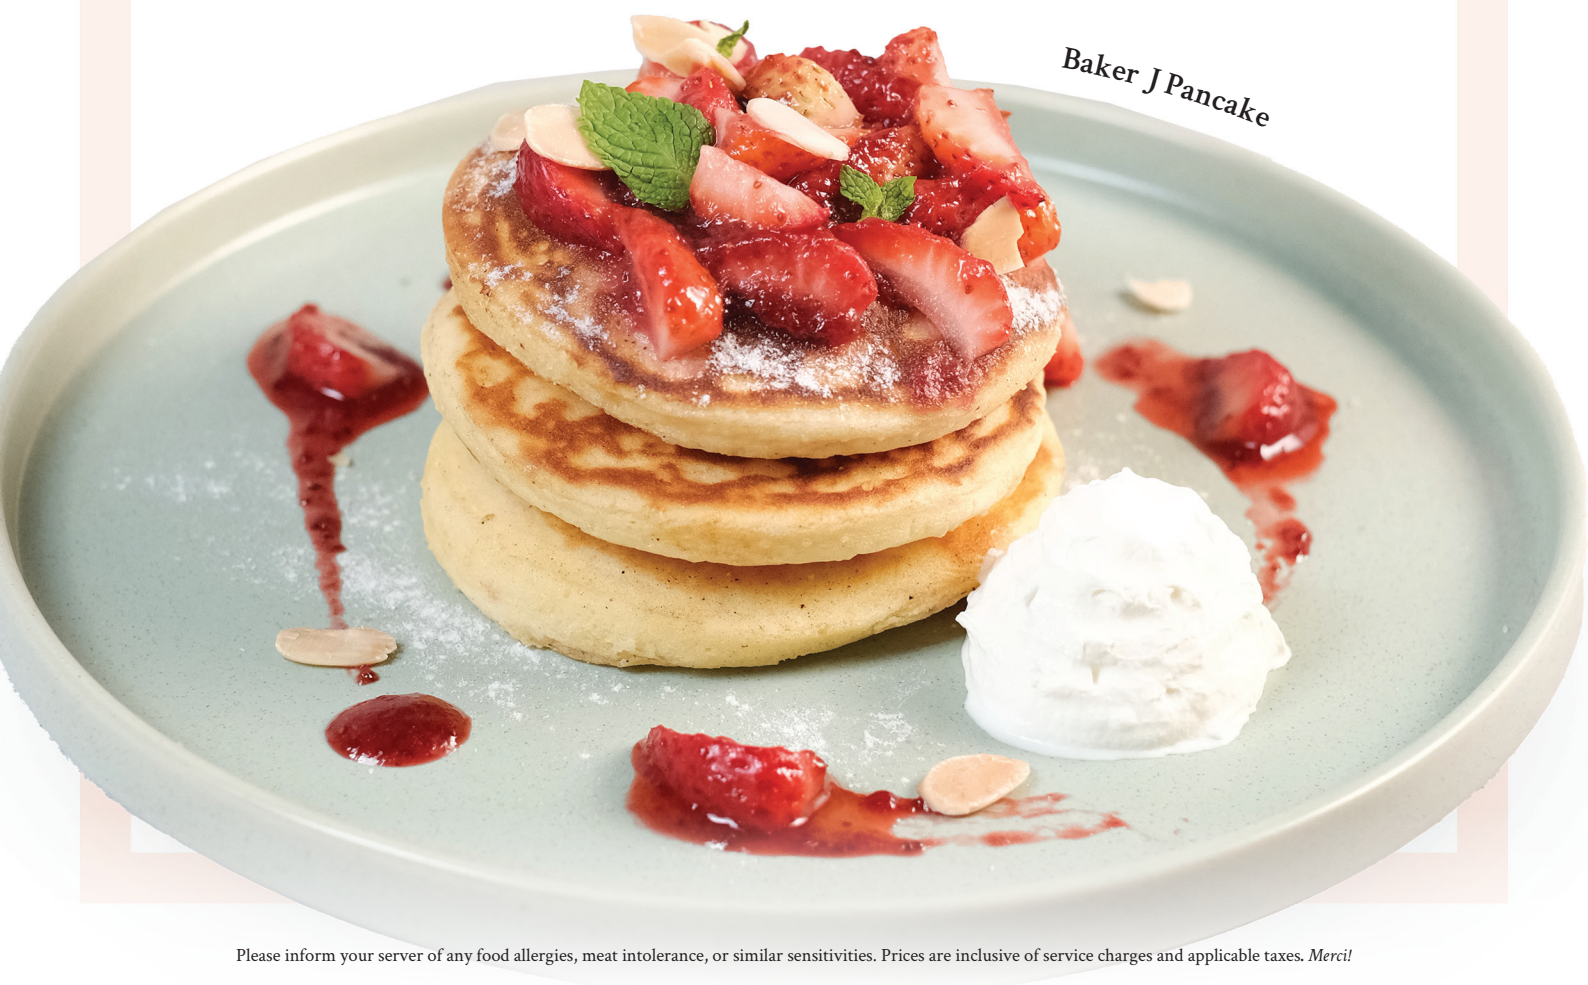 Baker J Pancake
Please inform your server of any food allergies, meat intolerance, or similar sensitivities. Prices are inclusive of service charges and applicable taxes. Merci!